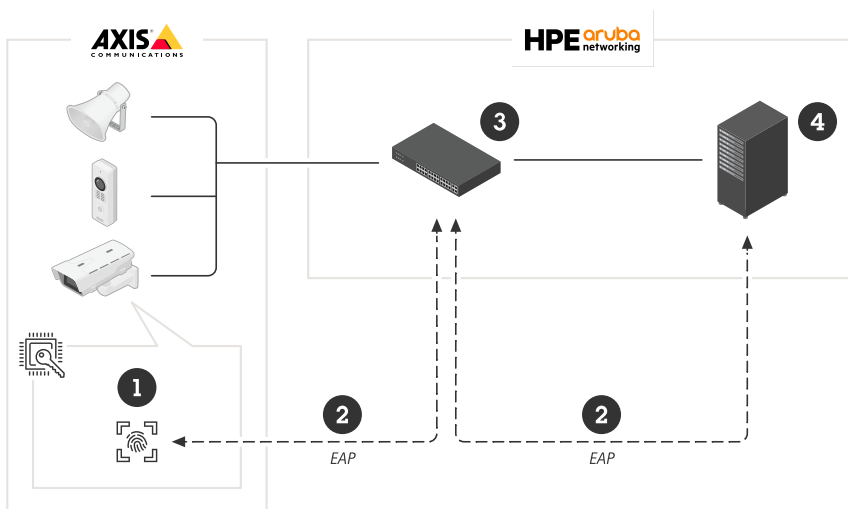 AXIS
COMMUNICATIONS
HPE aruba
networking
3
4
1
2
2
EAP
EAP